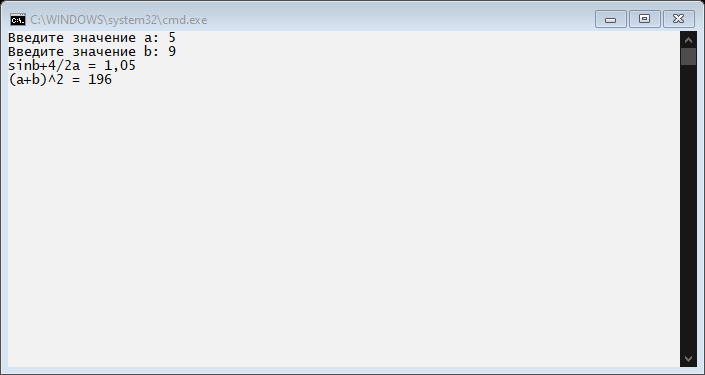 C:\WINDOWS\system32\cmd.exe
Введите значение a: 5
Введите значение b: 9
sinb+4/2a = 1,05
(a+b)^2 = 196